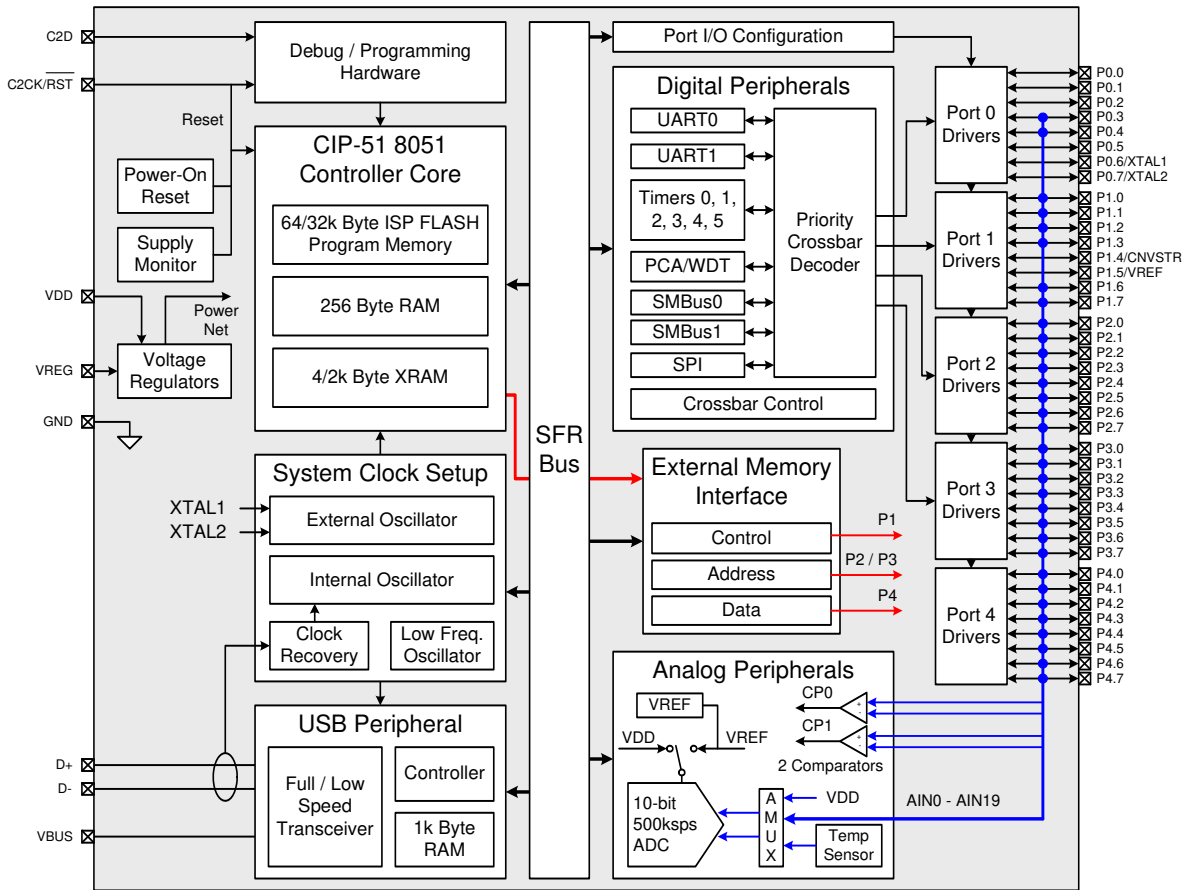 C2D
C2CK/RST
Debug / Programming
Hardware
Reset
Power-On
Reset
Supply
Monitor
VDD
Power
Net
VREG
Voltage
Regulators
GND
CIP-51 8051
Controller Core
64/32k Byte ISP FLASH
Program Memory
256 Byte RAM
4/2k Byte XRAM
System Clock Setup
XTAL1
XTAL2
External Oscillator
Internal Oscillator
Clock
Recovery
Low Freq.
Oscillator
USB Peripheral
D+
D-
VBUS
Full / Low
Speed
Transceiver
Controller
1k Byte
RAM
SFR
Bus
Port I/O Configuration
Digital Peripherals
UART0
UART1
Timers 0, 1,
2, 3, 4, 5
PCA/WDT
SMBus0
SMBus1
SPI
Priority
Crossbar
Decoder
Crossbar Control
External Memory
Interface
Control
Address
Data
P1
P2 / P3
P4
Analog Peripherals
VREF
VDD
VREF
CP0
+
-
CP1
+
-
2 Comparators
10-bit
500ksps
ADC
A
M
U
X
VDD
Temp
Sensor
AIN0 - AIN19
Port 0
Drivers
Port 1
Drivers
Port 2
Drivers
Port 3
Drivers
Port 4
Drivers
P0.0
P0.1
P0.2
P0.3
P0.4
P0.5
P0.6/XTAL1
P0.7/XTAL2
P1.0
P1.1
P1.2
P1.3
P1.4/CNVSTR
P1.5/VREF
P1.6
P1.7
P2.0
P2.1
P2.2
P2.3
P2.4
P2.5
P2.6
P2.7
P3.0
P3.1
P3.2
P3.3
P3.4
P3.5
P3.6
P3.7
P4.0
P4.1
P4.2
P4.3
P4.4
P4.5
P4.6
P4.7